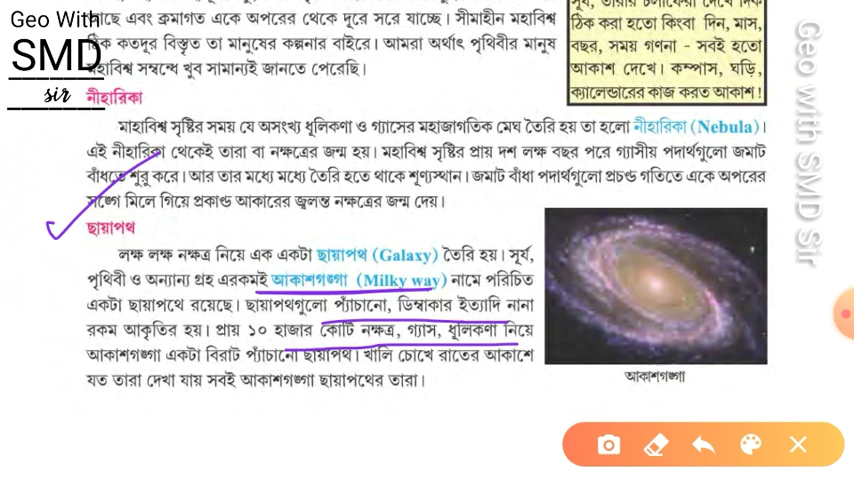 Geo With
SMD
sir
আছে এবং ক্রমাগত একে অপরের থেকে দূরে সরে যাচ্ছে। সীমাহীন মহাবিশ্ব
ঠিক কতদূর বিস্তৃত তা মানুষের কল্পনার বাইরে। আমরা অর্থাৎ পৃথিবীর মানুষ
মহাবিশ্ব সম্বন্ধে খুব সামান্যই জানতে পেরেছি।
সূর্য, তারার চলাফেরা দেখে দিক
ঠিক করা হতো কিংবা দিন, মাস,
বছর, সময় গণনা - সবই হতো
আকাশ দেখে। কম্পাস, ঘড়ি,
ক্যালেন্ডারের কাজ করত আকাশ!
নীহারিকা
মাহাবিশ্ব সৃষ্টির সময় যে অসংখ্য ধূলিকণা ও গ্যাসের মহাজাগতিক মেঘ তৈরি হয় তা হলো নীহারিকা (Nebula)।
এই নীহারিকা থেকেই তারা বা নক্ষত্রের জন্ম হয়। মহাবিশ্ব সৃষ্টির প্রায় দশ লক্ষ বছর পরে গ্যাসীয় পদার্থগুলো জমাট
বাঁধতে শুরু করে। আর তার মধ্যে মধ্যে তৈরি হতে থাকে শূণ্যস্থান। জমাট বাঁধা পদার্থগুলো প্রচন্ড গতিতে একে অপরের
সঙ্গে মিলে গিয়ে প্রকাণ্ড আকারের জ্বলন্ত নক্ষত্রের জন্ম দেয়।
ছায়াপথ
লক্ষ লক্ষ নক্ষত্র নিয়ে এক একটা ছায়াপথ (Galaxy) তৈরি হয়। সূর্য,
পৃথিবী ও অন্যান্য গ্রহ এরকমই আকাশগঙ্গা (Milky way) নামে পরিচিত
একটা ছায়াপথে রয়েছে। ছায়াপথগুলো প্যাঁচানো, ডিম্বাকার ইত্যাদি নানা
রকম আকৃতির হয়। প্রায় ১০ হাজার কোটি নক্ষত্র, গ্যাস, ধূলিকণা নিয়ে
আকাশগঙ্গা একটা বিরাট প্যাঁচানো ছায়াপথ। খালি চোখে রাতের আকাশে
যত তারা দেখা যায় সবই আকাশগঙ্গা ছায়াপথের তারা।
আকাশগঙ্গা
Geo with SMD Sir